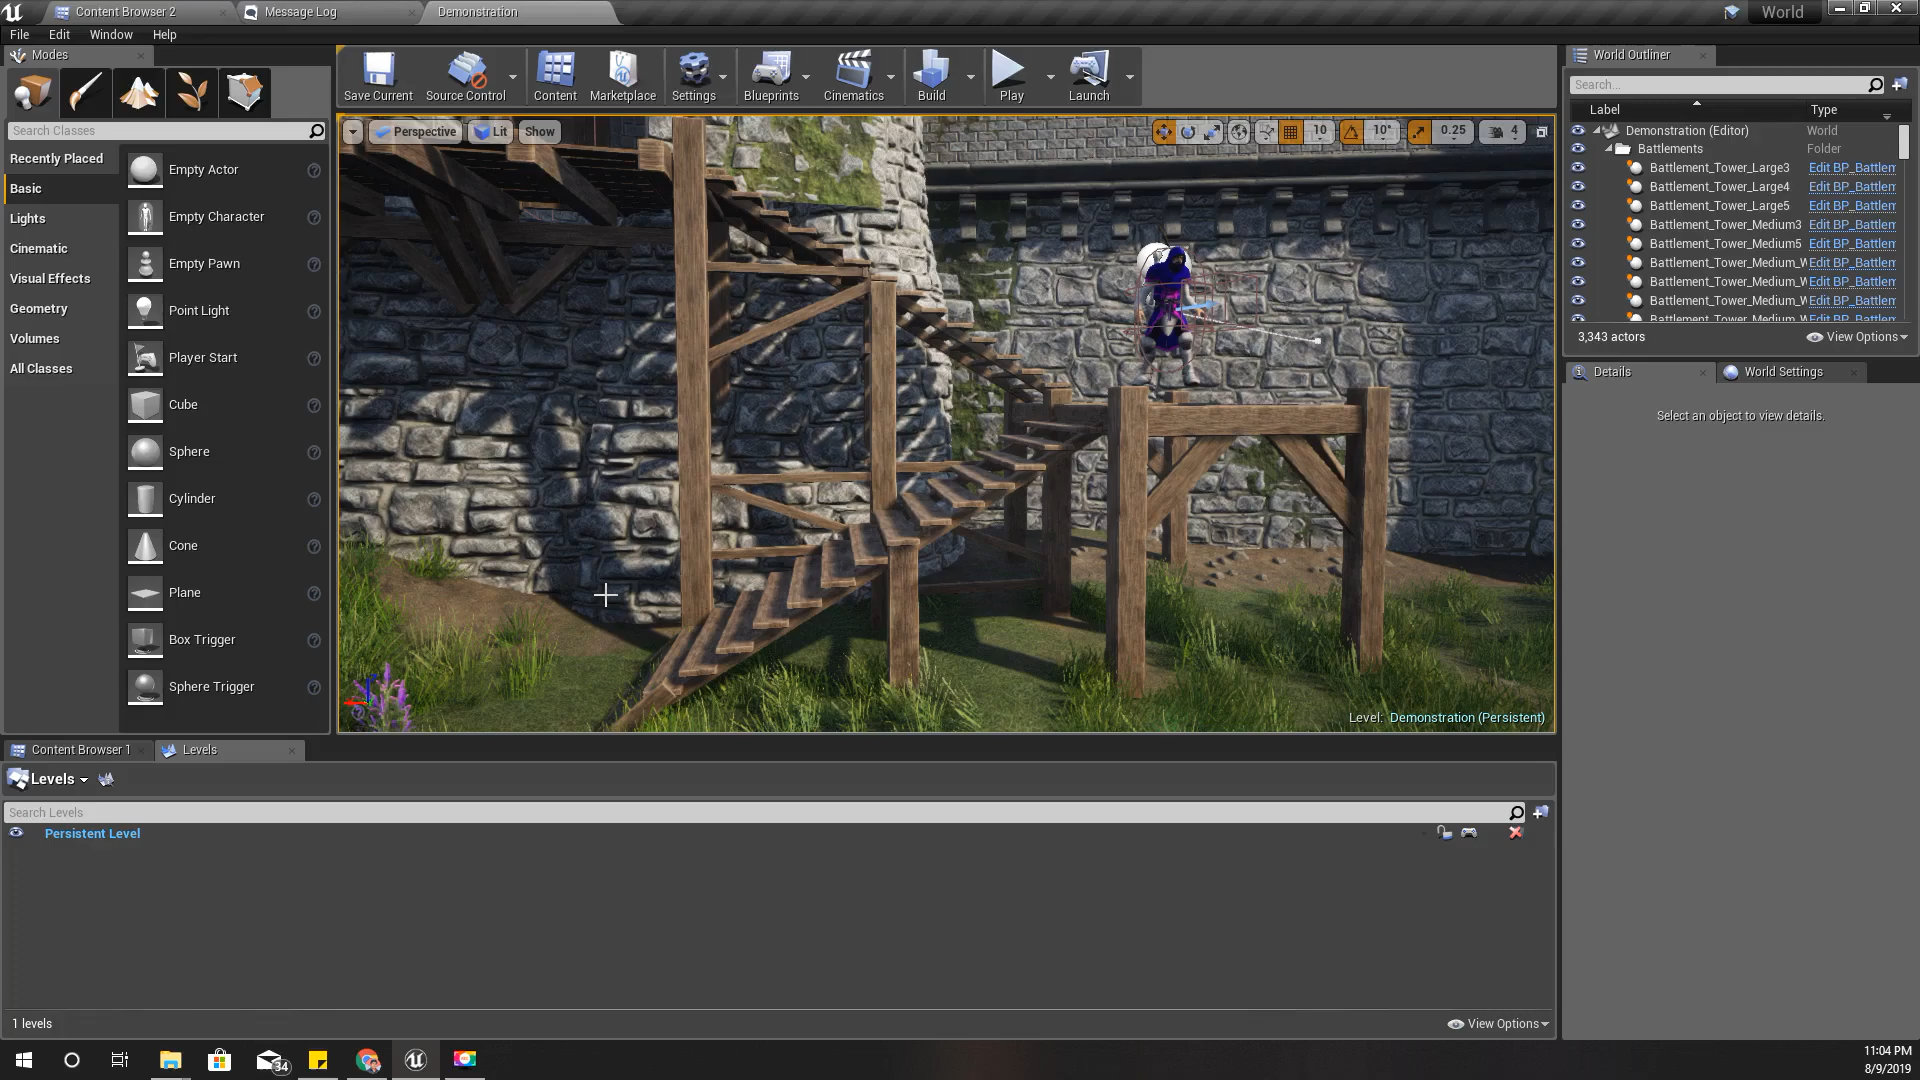 Content Browser 2
Message Log
Demonstration
World
File
Edit
Window
Help
Modes
Save Current
Source Control
Content
Marketplace
Settings
Blueprints
Cinematics
Build
Play
Launch
World Outliner
Search...
Label
Type
Search Classes
Recently Placed
Basic
Lights
Cinematic
Visual Effects
Geometry
Volumes
All Classes
Empty Actor
Empty Character
Empty Pawn
Point Light
Player Start
Cube
Sphere
Cylinder
Cone
Plane
Box Trigger
Sphere Trigger
Perspective
Lit
Show
10
10°
0.25
4
Level: Demonstration (Persistent)
Demonstration (Editor) World
Battlements Folder
Battlement_Tower_Large3 Edit BP_Battlem
Battlement_Tower_Large4 Edit BP_Battlem
Battlement_Tower_Large5 Edit BP_Battlem
Battlement_Tower_Medium3 Edit BP_Battlem
Battlement_Tower_Medium5 Edit BP_Battlem
Battlement_Tower_Medium_W Edit BP_Battlem
Battlement_Tower_Medium_W Edit BP_Battlem
Battlement_Tower_Medium_W Edit BP_Battlem
Battlement_Tower_Medium_W Edit BP_Battlem
3,343 actors
View Options
Details
World Settings
Select an object to view details.
Content Browser 1
Levels
Levels
Search Levels
Persistent Level
1 levels
View Options
34
11:04 PM
8/9/2019